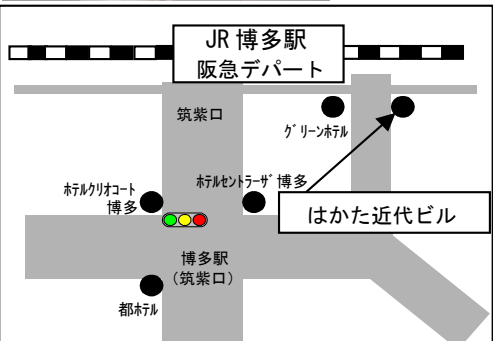 JR 博多駅
阪急デパート
筑紫口
グリーンホテル
ホテルクリオコート
博多
ホテルセントラーザ博多
はかた近代ビル
博多駅
(筑紫口)
都ホテル